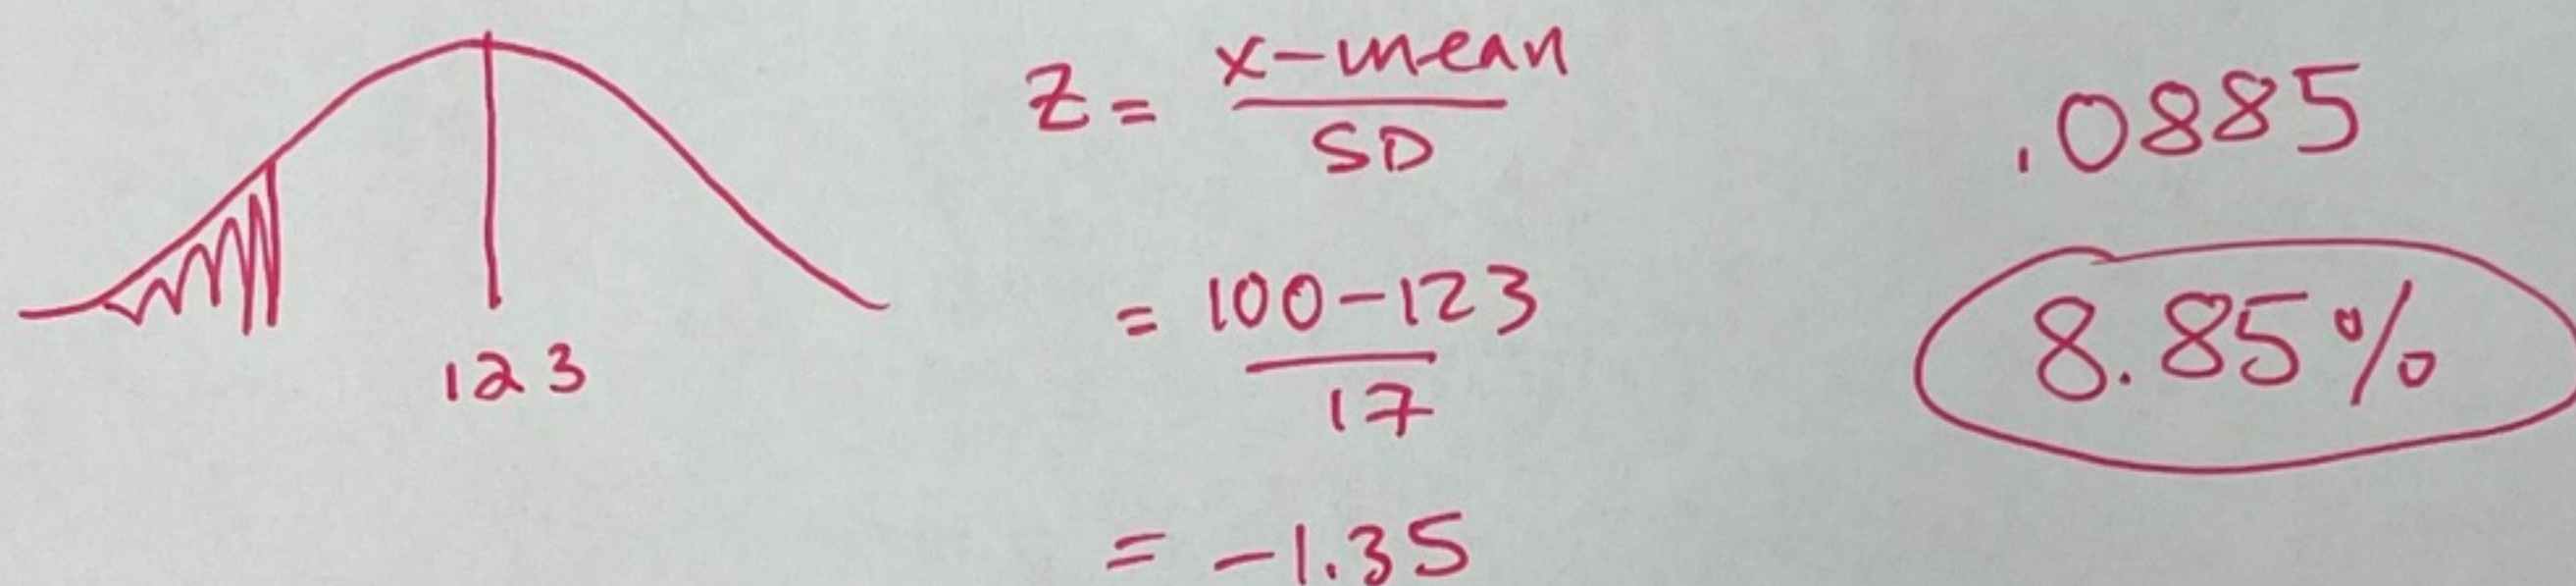 123
Z = x-mean / SD
= 100-123 / 17
= -1.35
.0885
8.85%